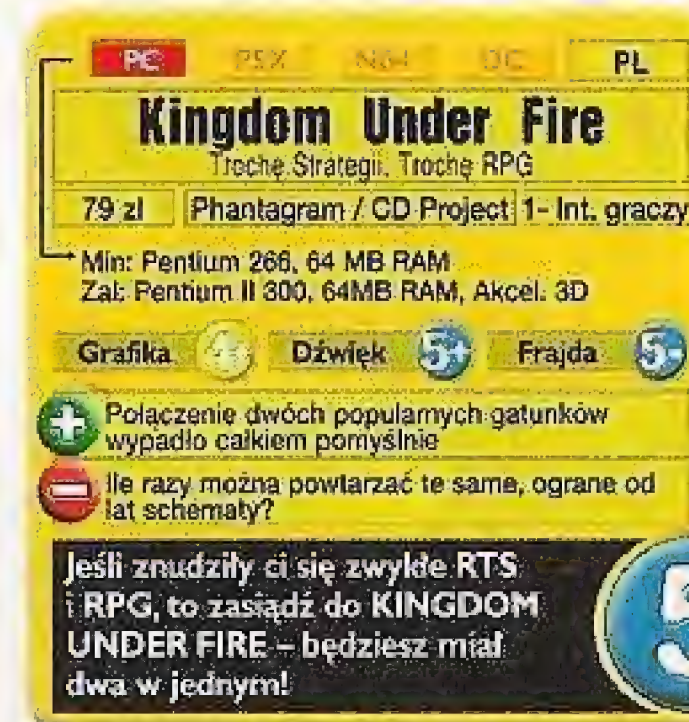 PC PSX N64 DC PL
Kingdom Under Fire
Trochę Strategii, Trochę RPG
79 zl Phantagram / CD Project 1- Int. graczy
Min: Pentium 266, 64 MB RAM
Zal: Pentium II 300, 64MB RAM, Akcel. 3D
Grafika Dźwięk 5+ Frajda 5-
Połączenie dwóch popularnych gatunków
wypadło całkiem pomyślnie
Ile razy można powtarzać te same, ograne od
lat schematy?
Jeśli znudziły ci się zwykłe RTS
i RPG, to zasiądź do KINGDOM
UNDER FIRE – będziesz miał
dwa w jednym!